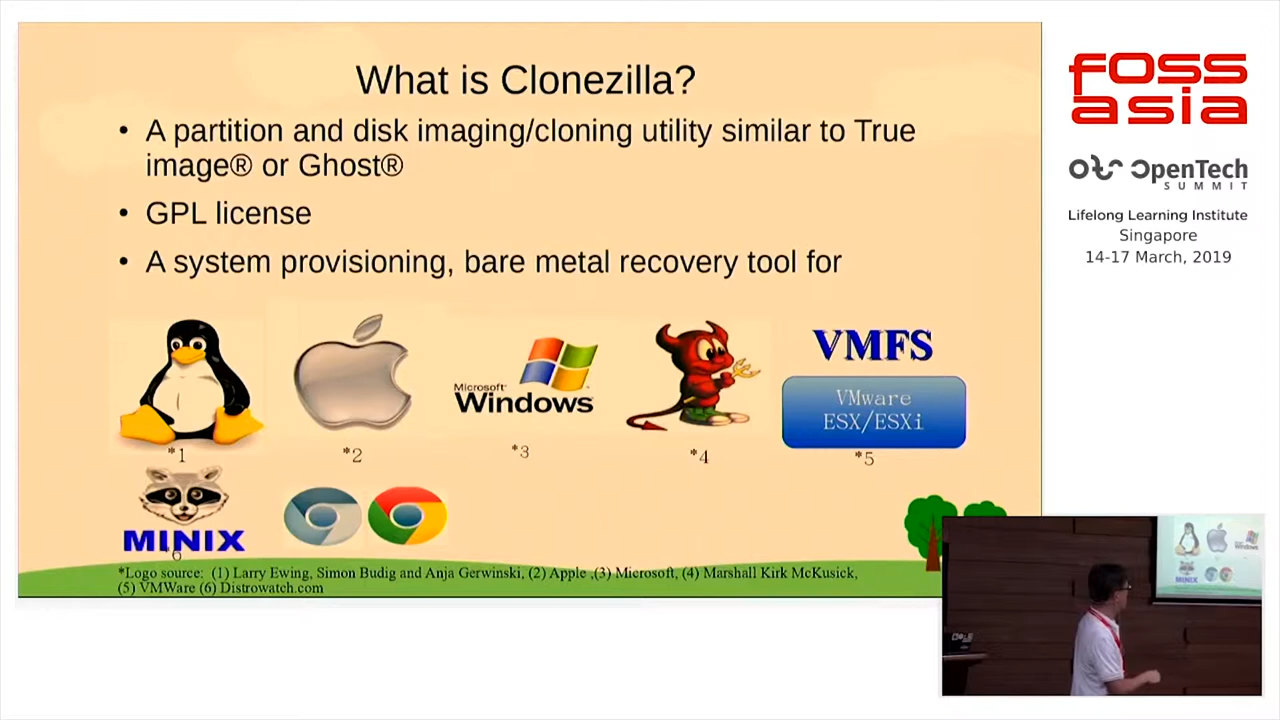 What is Clonezilla?
• A partition and disk imaging/cloning utility similar to True
image® or Ghost®
• GPL license
• A system provisioning, bare metal recovery tool for
Microsoft®
Windows
VMFS
VMware
ESX/ESXi
*1
*2
*3
*4
*5
MINIX
*6
*Logo source: (1) Larry Ewing, Simon Budig and Anja Gerwinski, (2) Apple ,(3) Microsoft, (4) Marshall Kirk McKusick,
(5) VMWare (6) Distrowatch.com
FOSS
ASIA
OpenTech
SUMMIT
Lifelong Learning Institute
Singapore
14-17 March, 2019
Windows
MINIX